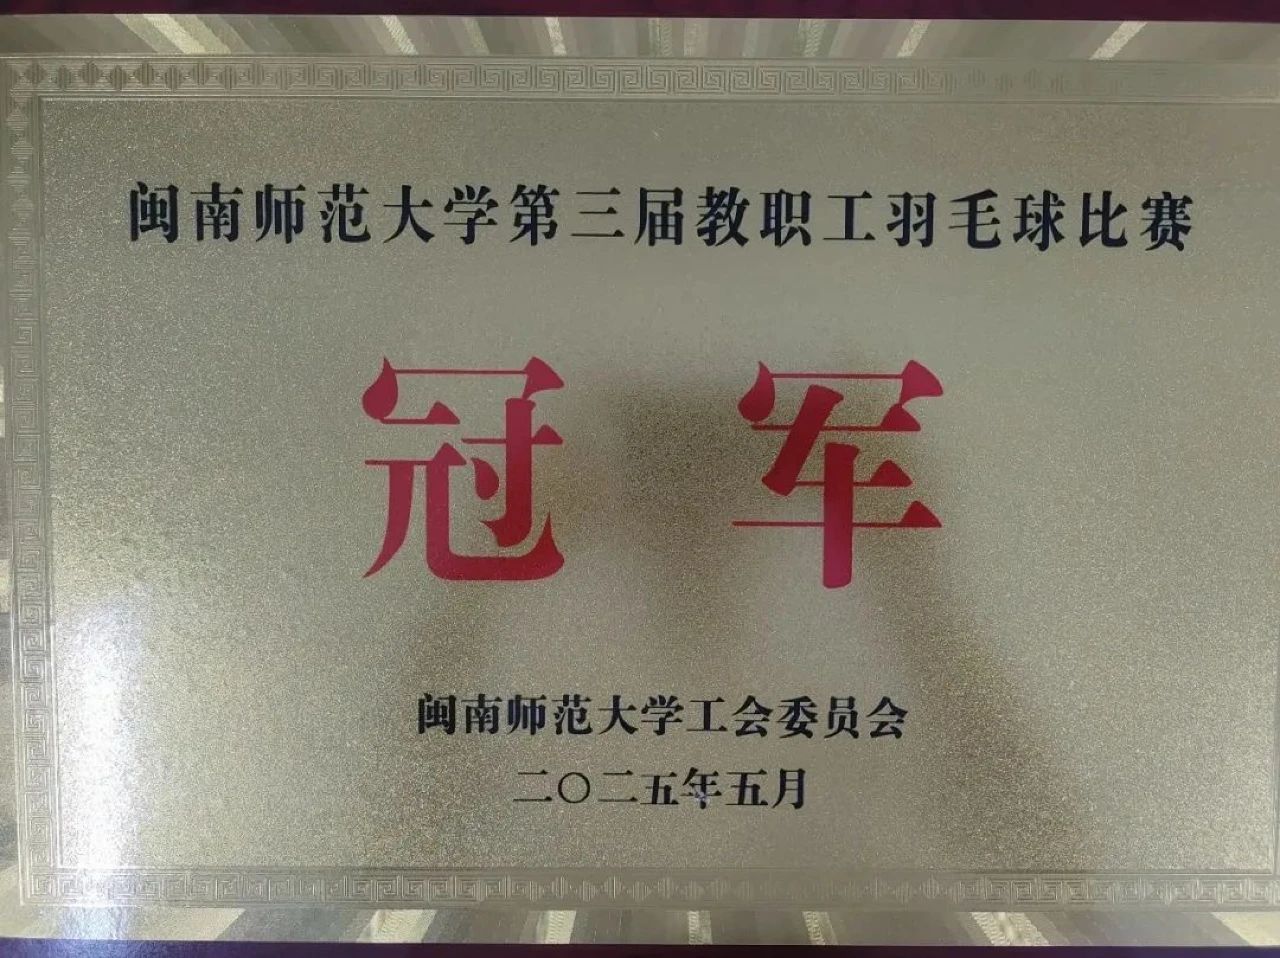 闽南师范大学第三届教职工羽毛球比赛
冠军
闽南师范大学工会委员会
二〇二五年五月